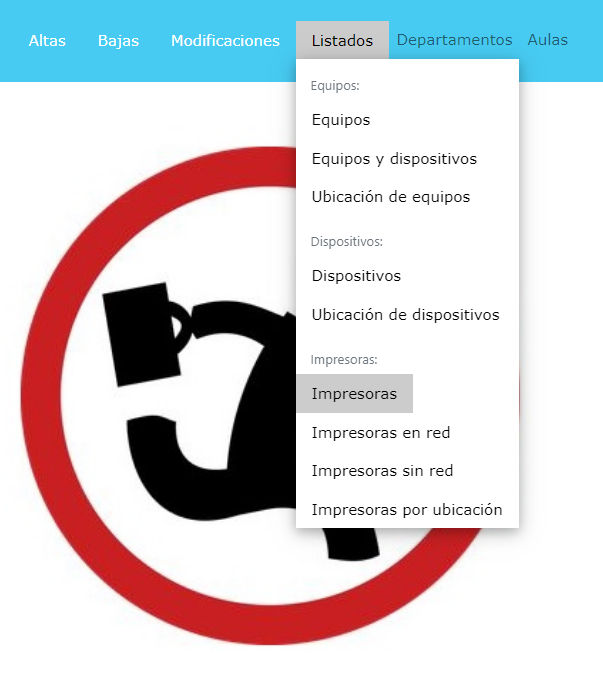 Altas Bajas Modificaciones Listados Departamentos Aulas
Equipos:
Equipos
Equipos y dispositivos
Ubicación de equipos
Dispositivos:
Dispositivos
Ubicación de dispositivos
Impresoras:
Impresoras
Impresoras en red
Impresoras sin red
Impresoras por ubicación